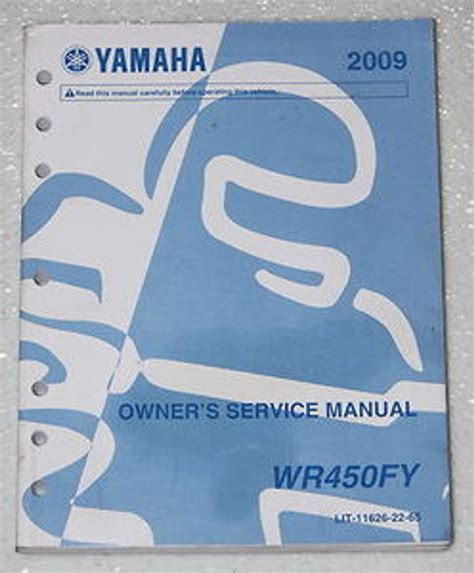 YAMAHA
2009
Read this manual carefully before operating this vehicle.
OWNER'S SERVICE MANUAL
WR450FY
LIT-11626-22-65